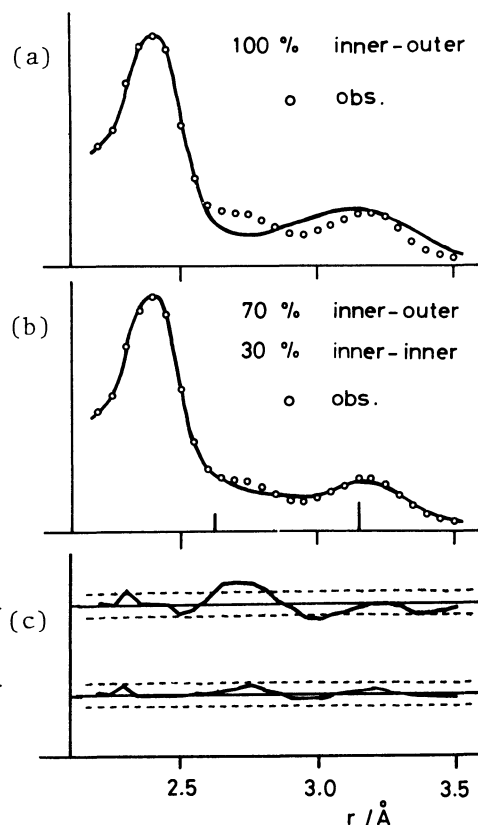 (a)
100 % inner-outer
o obs.
(b)
70 % inner-outer
30 % inner-inner
o obs.
(c)
2.5 3.0 3.5
r /Å